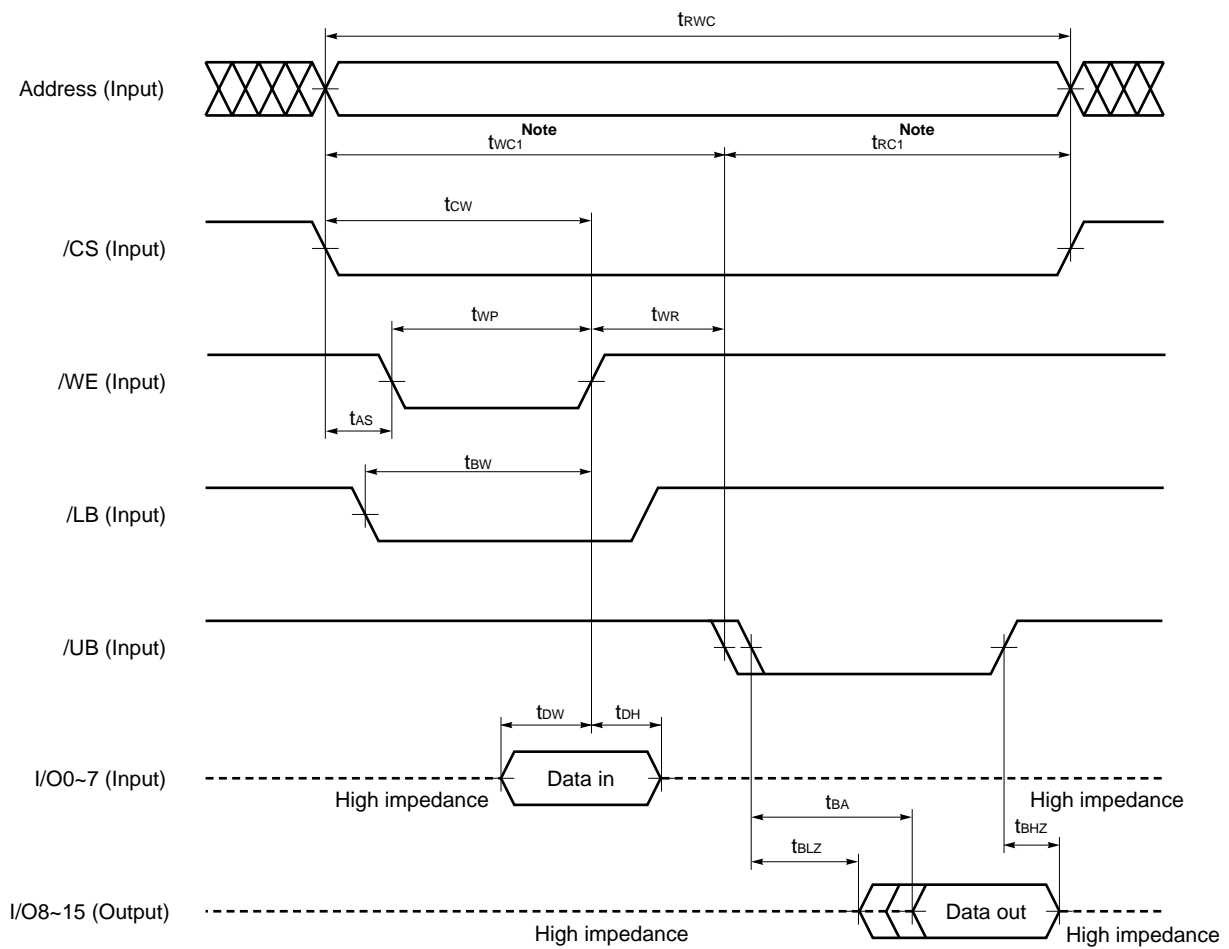 tRWC
Address (Input)
tWC1 Note
tRC1 Note
tCW
/CS (Input)
tWP
tWR
/WE (Input)
tAS
tBW
/LB (Input)
/UB (Input)
tDW
tDH
I/O0~7 (Input)
Data in
High impedance
High impedance
tBA
tBHZ
tBLZ
I/O8~15 (Output)
Data out
High impedance
High impedance